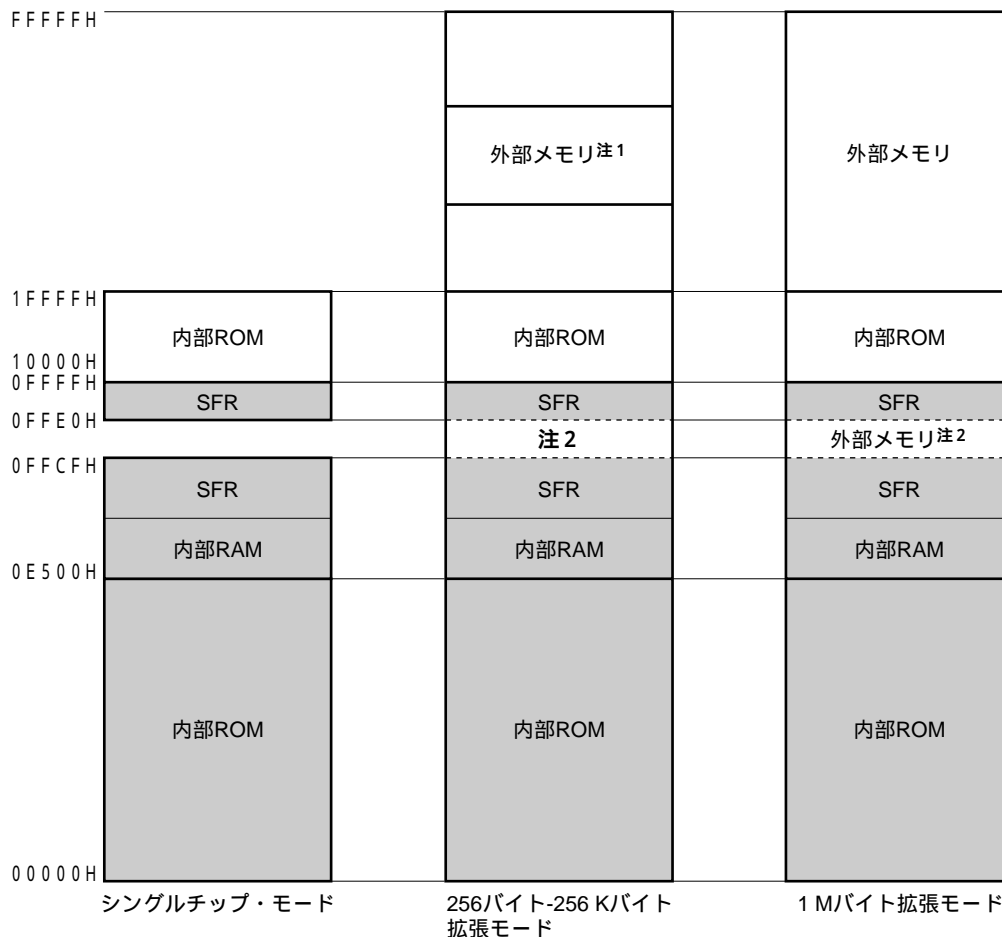 FFFFFH
外部メモリ注1
外部メモリ
1FFFFH
内部ROM
内部ROM
内部ROM
10000H
0FFFFH
SFR
SFR
SFR
0FFE0H
注2
外部メモリ注2
0FFCFH
SFR
SFR
SFR
内部RAM
内部RAM
内部RAM
0E500H
内部ROM
内部ROM
内部ROM
00000H
シングルチップ・モード
256バイト-256 Kバイト
拡張モード
1 Mバイト拡張モード